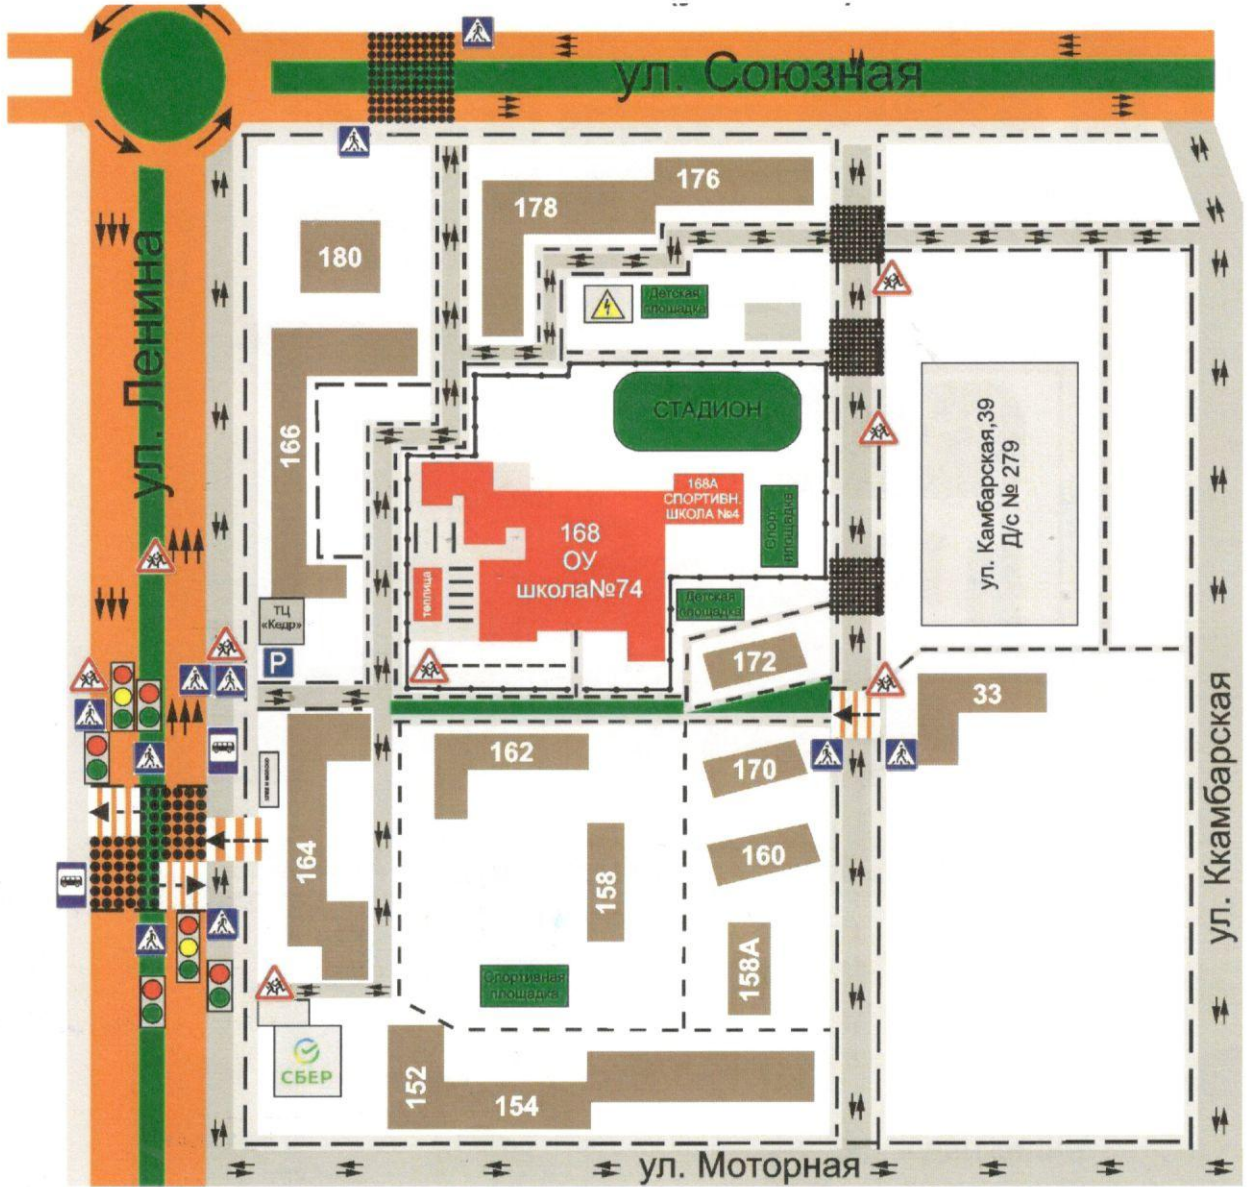 ул. Союзная
176
178
180
ул. Ленина
Детская
площадка
СТАДИОН
166
ул. Камбарская,39
Д/с № 279
168А
СПОРТИВН.
ШКОЛА №4
168
ОУ
школа№74
Спорт.
площадка
теплица
Детская
площадка
ТЦ
«Кедр»
P
172
33
162
170
164
160
158
158А
ул. Ккамбарская
Спортивная
площадка
СБЕР
152
154
ул. Моторная